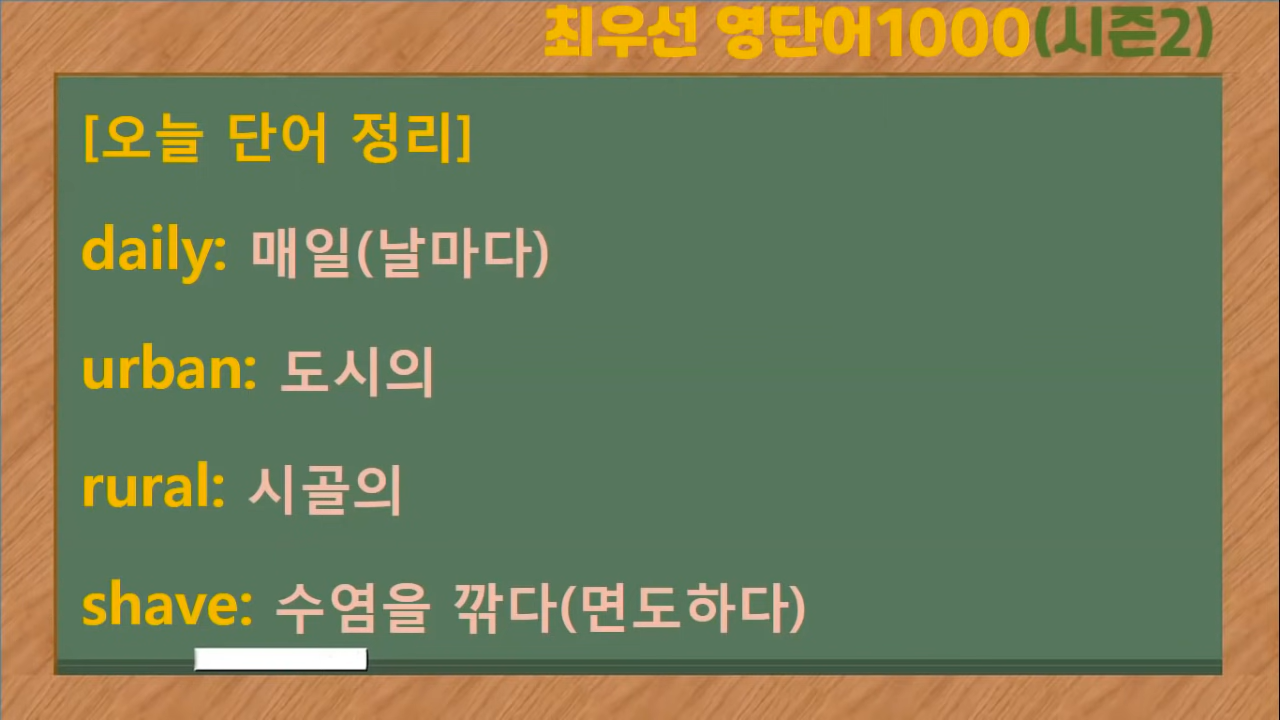 최우선 영단어1000(시즌2)
[오늘 단어 정리]
daily: 매일(날마다)
urban: 도시의
rural: 시골의
shave: 수염을 깎다(면도하다)